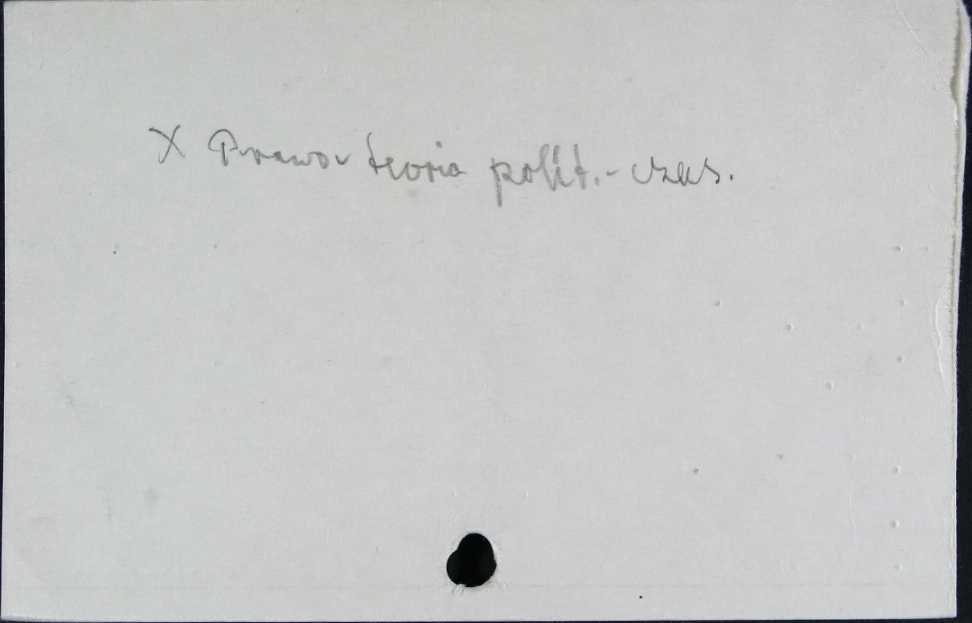 X Prawo - teoria polit. - czas.